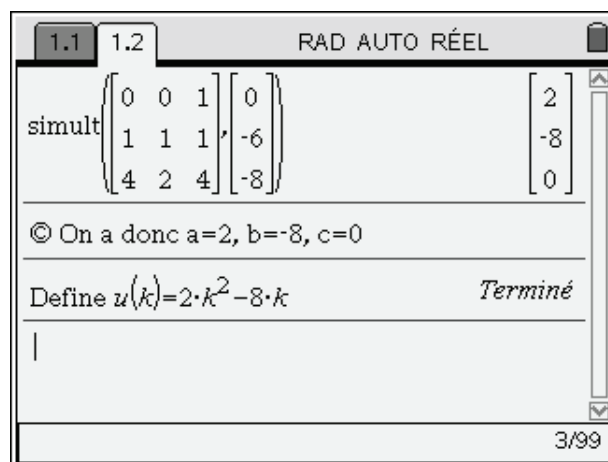 1.1 1.2 RAD AUTO RÉEL
simult([0 0 1
1 1 1
4 2 4],[0
-6
-8]) [2
-8
0]
© On a donc a=2, b=-8, c=0
Define u(k)=2·k²−8·k Terminé
3/99